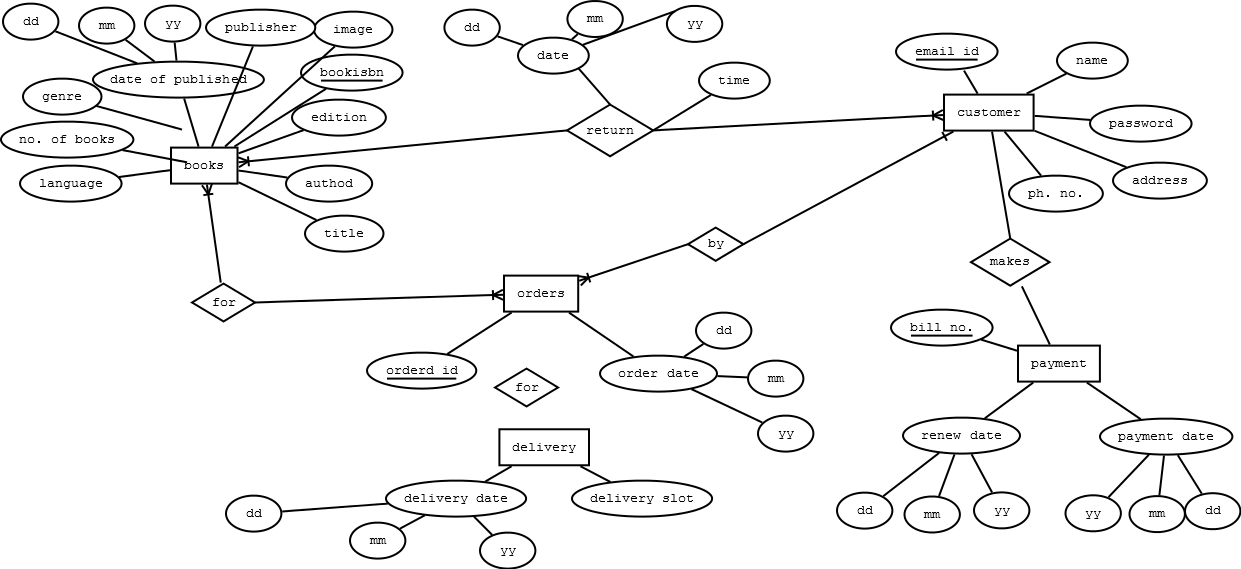 dd
mm
yy
publisher
image
dd
mm
yy
date
email id
name
date of published
bookisbn
time
genre
edition
return
customer
password
no. of books
books
language
authod
address
ph. no.
title
by
makes
for
orders
bill no.
dd
payment
orderd id
for
order date
mm
yy
renew date
payment date
delivery
delivery date
delivery slot
dd
mm
yy
dd
mm
yy
yy
mm
dd